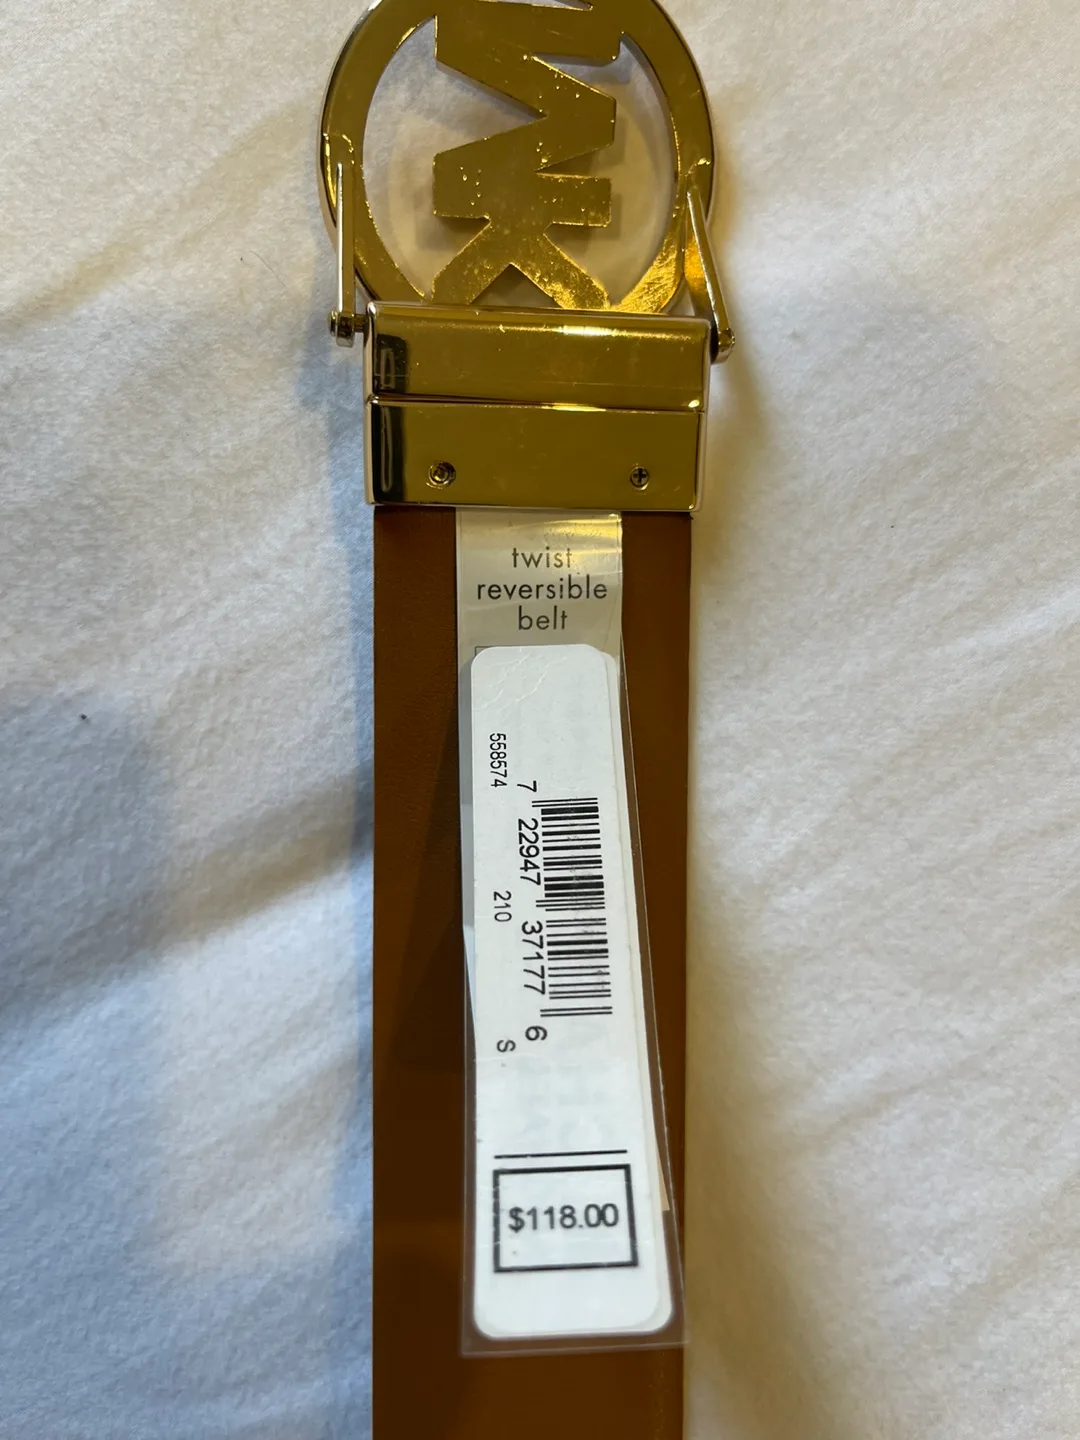 MK
twist
reversible
belt
558574
210
S
7 22947 37177 6
$118.00